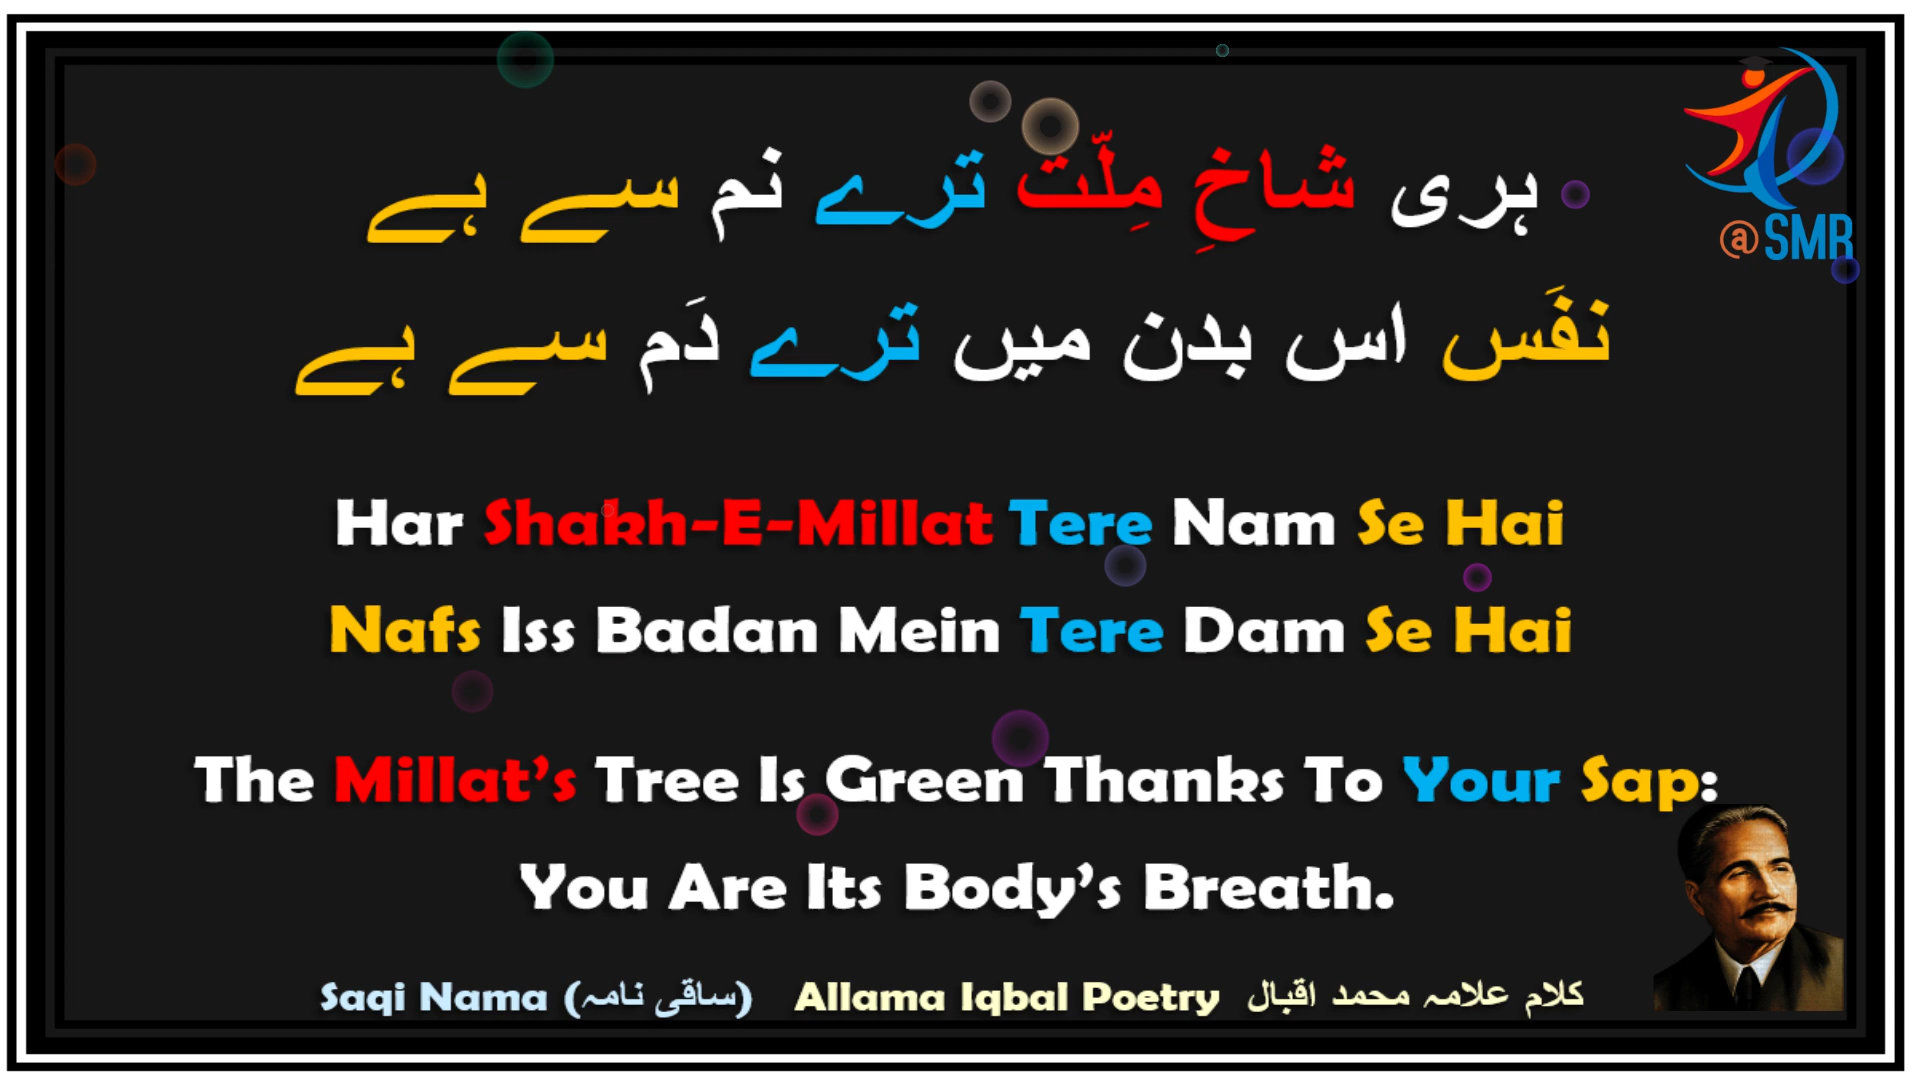 ہری شاخِ مِلّت ترے نم سے ہے
@SMR
نفَس اس بدن میں ترے دَم سے ہے
Har Shakh-E-Millat Tere Nam Se Hai
Nafs Iss Badan Mein Tere Dam Se Hai
The Millat's Tree Is Green Thanks To Your Sap:
You Are Its Body's Breath.
Saqi Nama (ساقی نامہ) Allama Iqbal Poetry کلام علامہ محمد اقبال